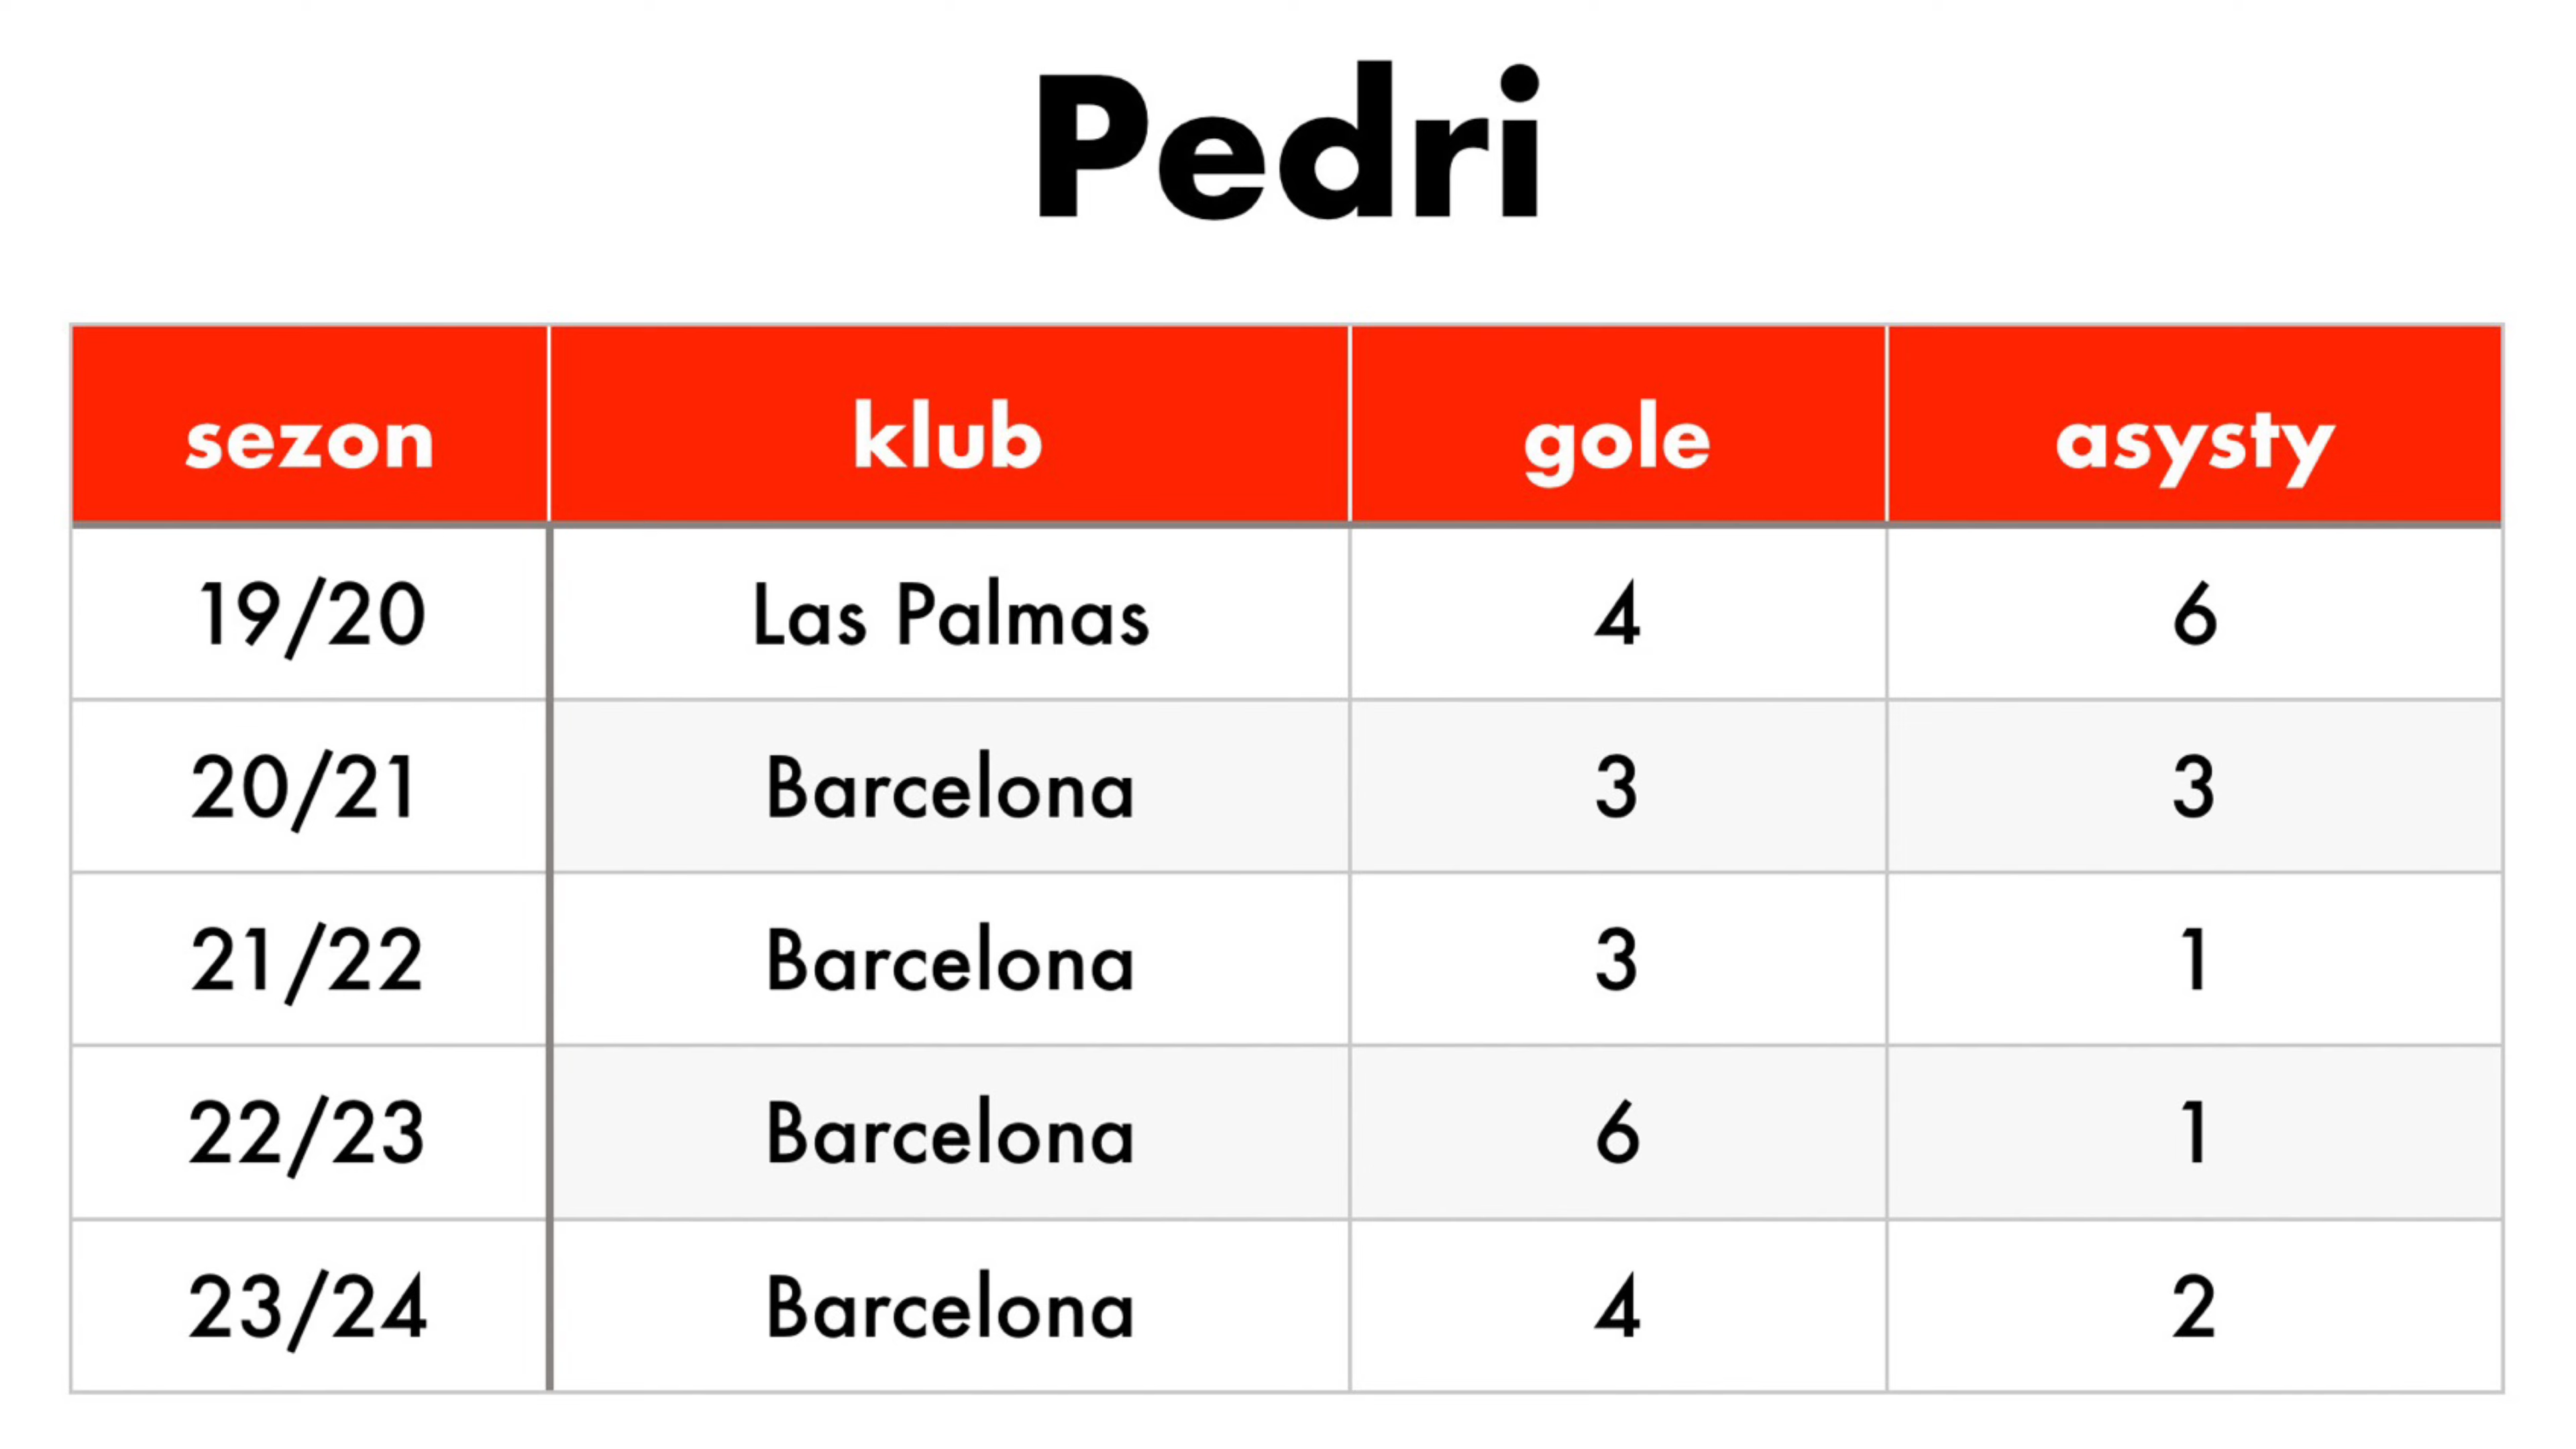 Pedri
sezon klub gole asysty
19/20 Las Palmas 4 6
20/21 Barcelona 3 3
21/22 Barcelona 3 1
22/23 Barcelona 6 1
23/24 Barcelona 4 2